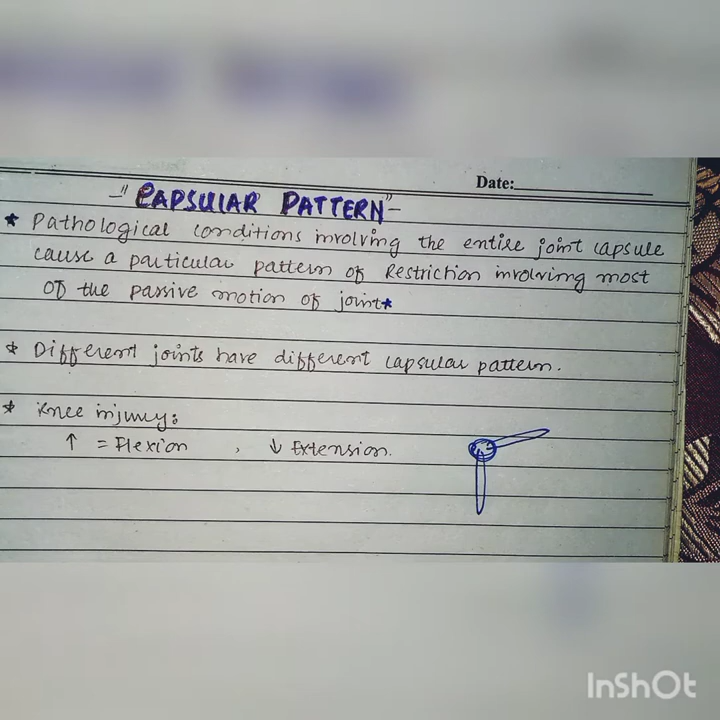 Date:
-"CAPSULAR PATTERN"-
★ Pathological conditions involving the entire joint capsule
cause a particular pattern of Restriction involving most
of the passive motion of joint★
★ Different joints have different capsular pattern.
★ Knee injury:
↑ = Flexion , ↓ Extension.
InShOt